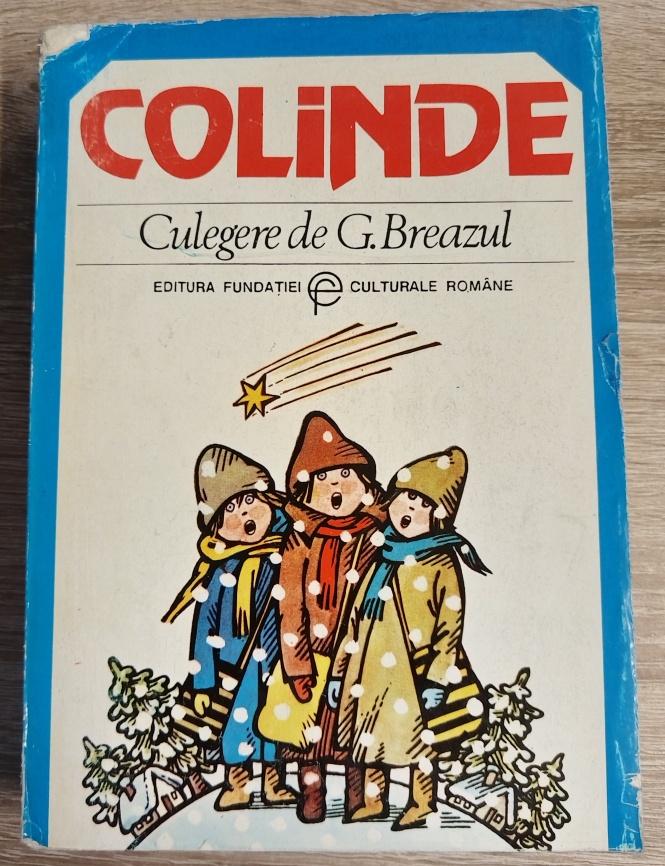 COLiNDE
Culegere de G. Breazul
EDITURA FUNDAȚIEI CULTURALE ROMÂNE